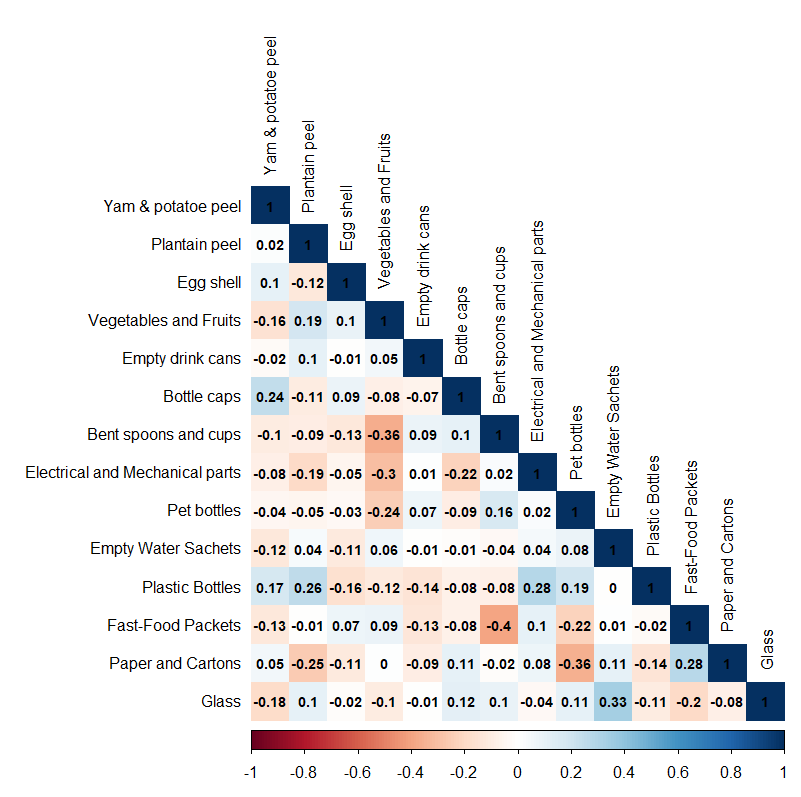 Yam & potatoe peel
Plantain peel
Egg shell
Vegetables and Fruits
Empty drink cans
Bottle caps
Bent spoons and cups
Electrical and Mechanical parts
Pet bottles
Empty Water Sachets
Plastic Bottles
Fast-Food Packets
Paper and Cartons
Glass
Yam & potatoe peel 1
Plantain peel 0.02 1
Egg shell 0.1 -0.12 1
Vegetables and Fruits -0.16 0.19 0.1 1
Empty drink cans -0.02 0.1 -0.01 0.05 1
Bottle caps 0.24 -0.11 0.09 -0.08 -0.07 1
Bent spoons and cups -0.1 -0.09 -0.13 -0.36 0.09 0.1 1
Electrical and Mechanical parts -0.08 -0.19 -0.05 -0.3 0.01 -0.22 0.02 1
Pet bottles -0.04 -0.05 -0.03 -0.24 0.07 -0.09 0.16 0.02 1
Empty Water Sachets -0.12 0.04 -0.11 0.06 -0.01 -0.01 -0.04 0.04 0.08 1
Plastic Bottles 0.17 0.26 -0.16 -0.12 -0.14 -0.08 -0.08 0.28 0.19 0 1
Fast-Food Packets -0.13 -0.01 0.07 0.09 -0.13 -0.08 -0.4 0.1 -0.22 0.01 -0.02 1
Paper and Cartons 0.05 -0.25 -0.11 0 -0.09 0.11 -0.02 0.08 -0.36 0.11 -0.14 0.28 1
Glass -0.18 0.1 -0.02 -0.1 -0.01 0.12 0.1 -0.04 0.11 0.33 -0.11 -0.2 -0.08 1
-1 -0.8 -0.6 -0.4 -0.2 0 0.2 0.4 0.6 0.8 1